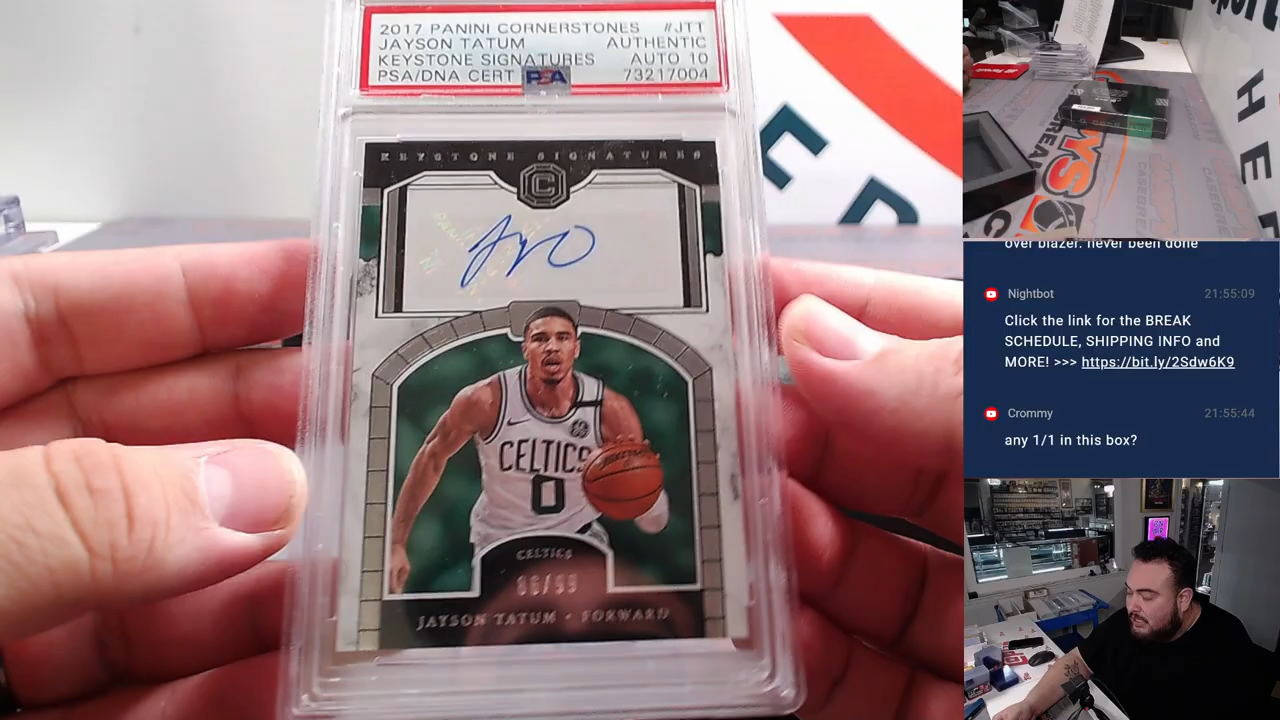 2017 PANINI CORNERSTONES #JTT
JAYSON TATUM AUTHENTIC
KEYSTONE SIGNATURES AUTO 10
PSA/DNA CERT PSA 73217004
KEYSTONE SIGNATURES
C
CELTICS
0
CELTICS
JAYSON TATUM • FORWARD
over blazer. never been done
Nightbot 21:55:09
Click the link for the BREAK
SCHEDULE, SHIPPING INFO and
MORE! >>> https://bit.ly/2Sdw6K9
Crommy 21:55:44
any 1/1 in this box?